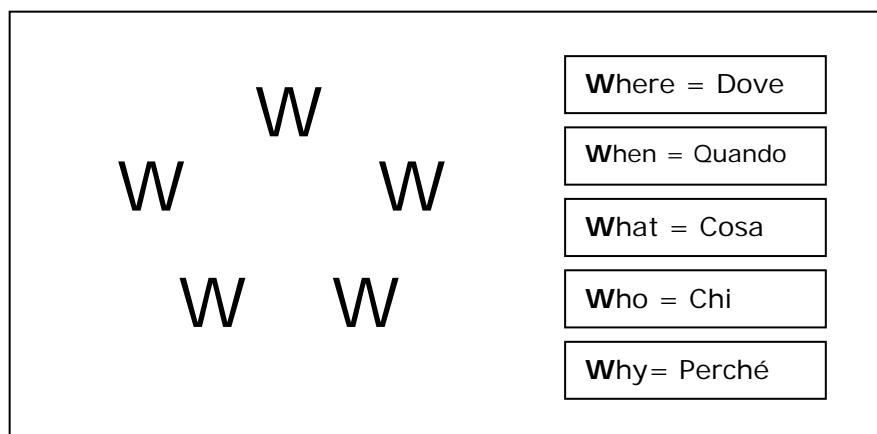 W
W W
W W
Where = Dove
When = Quando
What = Cosa
Who = Chi
Why= Perché